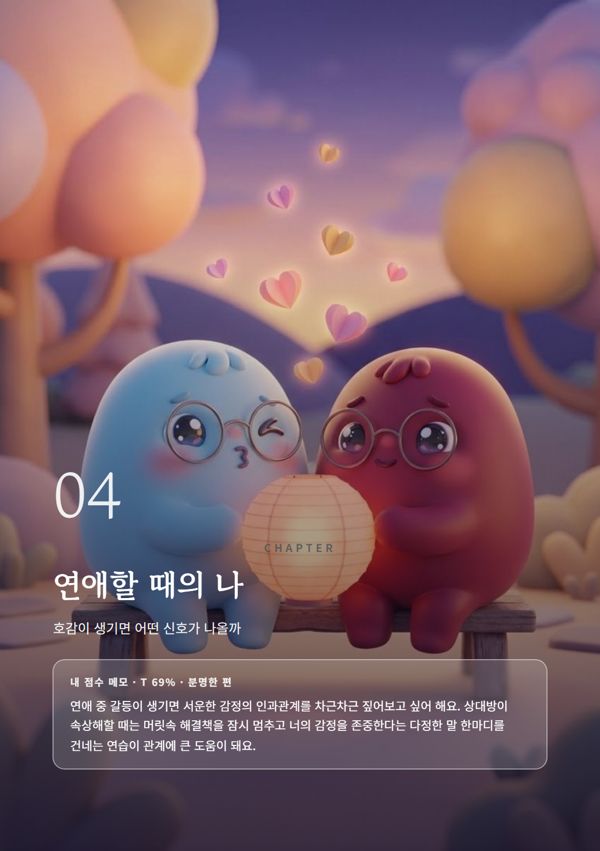 04
CHAPTER
연애할 때의 나
호감이 생기면 어떤 신호가 나올까
내 점수 메모 · T 69% · 분명한 편
연애 중 갈등이 생기면 서운한 감정의 인과관계를 차근차근 짚어보고 싶어 해요. 상대방이
속상해할 때는 머릿속 해결책을 잠시 멈추고 너의 감정을 존중한다는 다정한 말 한마디를
건네는 연습이 관계에 큰 도움이 돼요.